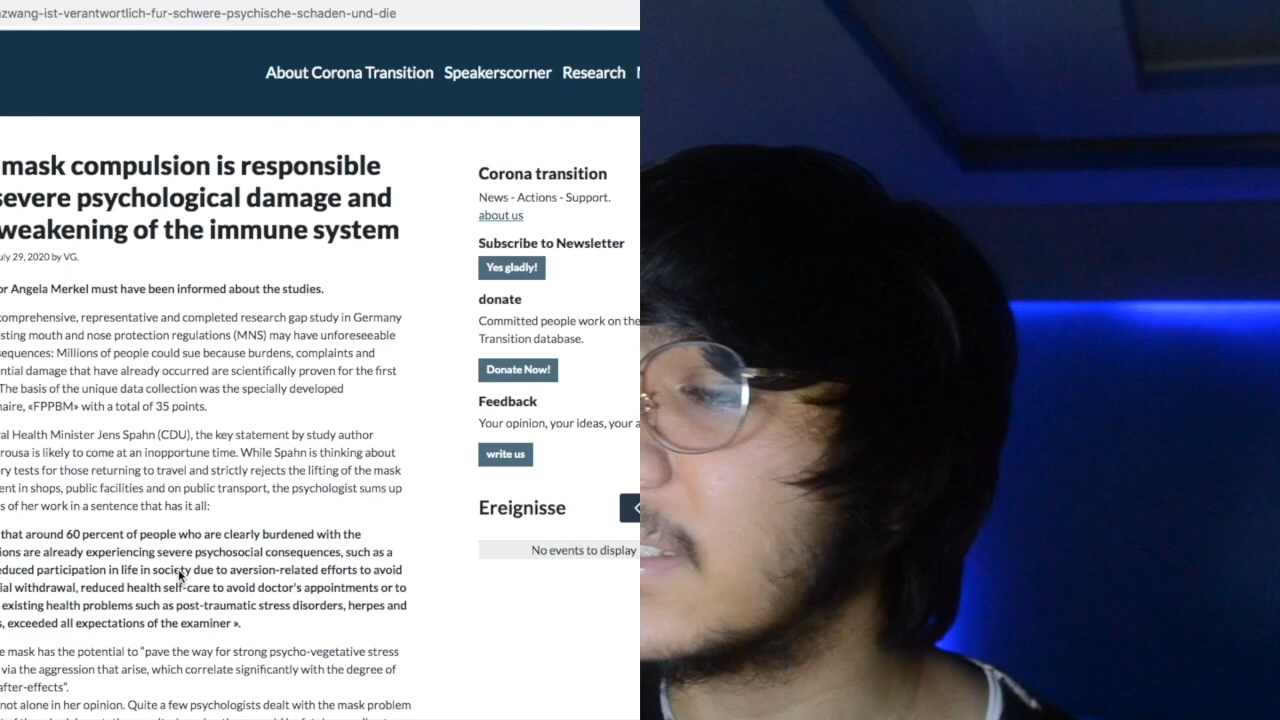 zwang-ist-verantwortlich-fur-schwere-psychische-schaden-und-die
About Corona Transition Speakerscorner Research
mask compulsion is responsible
severe psychological damage and
weakening of the immune system
July 29, 2020 by VG.
or Angela Merkel must have been informed about the studies.
comprehensive, representative and completed research gap study in Germany
sting mouth and nose protection regulations (MNS) may have unforeseeable
sequences: Millions of people could sue because burdens, complaints and
ntial damage that have already occurred are scientifically proven for the first
The basis of the unique data collection was the specially developed
naire, «FPPBM» with a total of 35 points.
al Health Minister Jens Spahn (CDU), the key statement by study author
rousa is likely to come at an inopportune time. While Spahn is thinking about
ry tests for those returning to travel and strictly rejects the lifting of the mask
ent in shops, public facilities and on public transport, the psychologist sums up
s of her work in a sentence that has it all:
that around 60 percent of people who are clearly burdened with the
ions are already experiencing severe psychosocial consequences, such as a
educed participation in life in society due to aversion-related efforts to avoid
ial withdrawal, reduced health self-care to avoid doctor's appointments or to
existing health problems such as post-traumatic stress disorders, herpes and
s, exceeded all expectations of the examiner ».
e mask has the potential to "pave the way for strong psycho-vegetative stress
via the aggression that arise, which correlate significantly with the degree of
after-effects".
not alone in her opinion. Quite a few psychologists dealt with the mask problem
Corona transition
News - Actions - Support.
about us
Subscribe to Newsletter
Yes gladly!
donate
Committed people work on the
Transition database.
Donate Now!
Feedback
Your opinion, your ideas, your a
write us
Ereignisse
No events to display